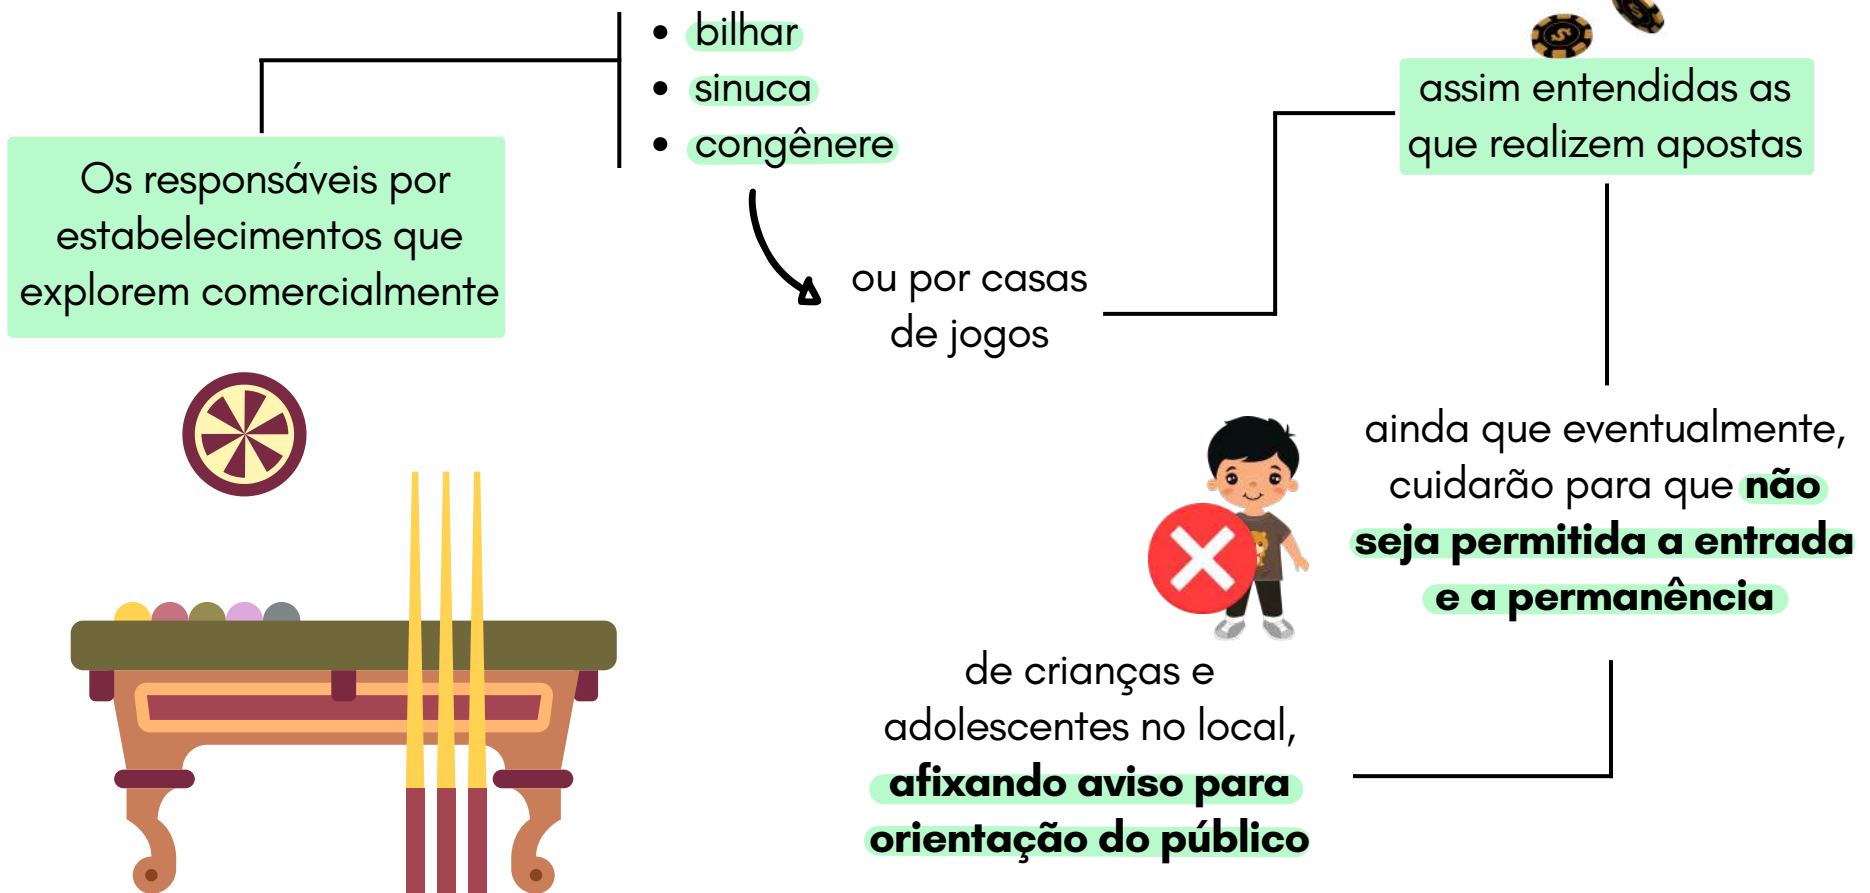 Os responsáveis por
estabelecimentos que
explorem comercialmente
• bilhar
• sinuca
• congênere
ou por casas
de jogos
assim entendidas as
que realizem apostas
ainda que eventualmente,
cuidarão para que não
seja permitida a entrada
e a permanência
de crianças e
adolescentes no local,
afixando aviso para
orientação do público